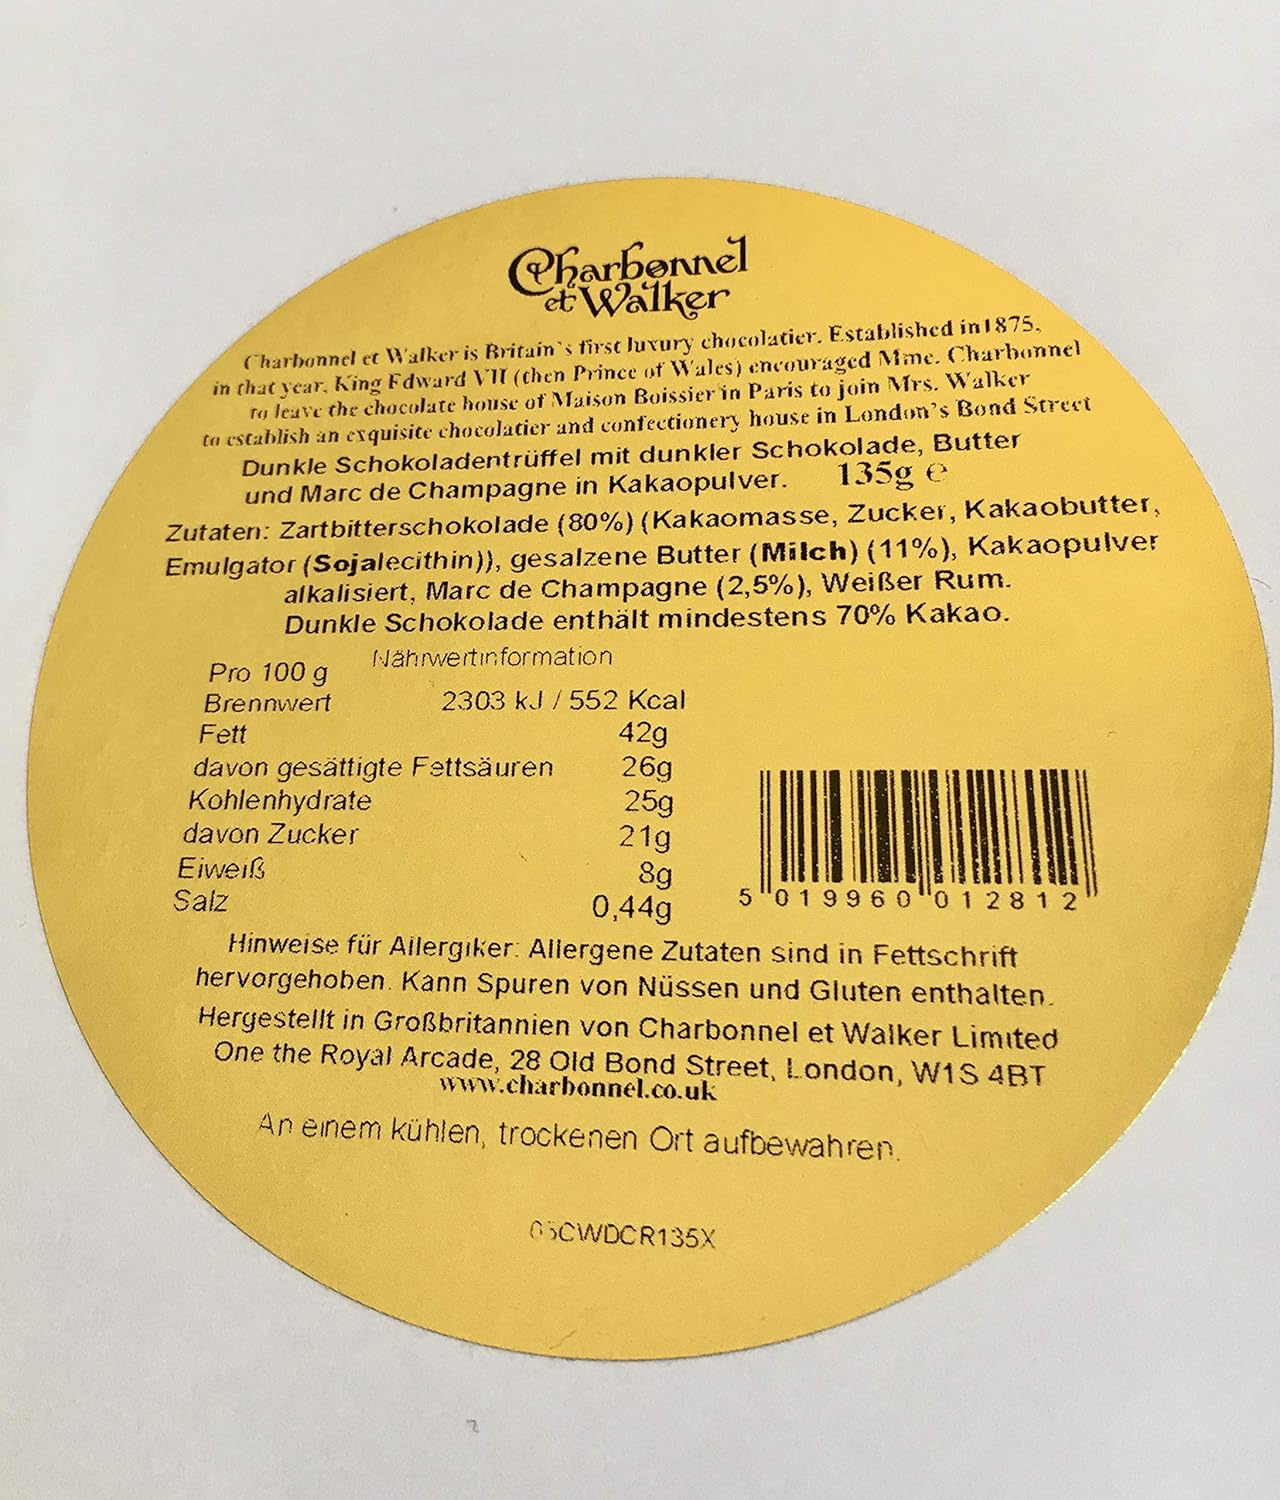 Charbonnel
et Walker
Charbonnel et Walker is Britain`s first luxury chocolatier. Established in1875,
in that year, King Edward VII (then Prince of Wales) encouraged Mme. Charbonnel
to leave the chocolate house of Maison Boissier in Paris to join Mrs. Walker
to establish an exquisite chocolatier and confectionery house in London's Bond Street
Dunkle Schokoladentrüffel mit dunkler Schokolade, Butter
und Marc de Champagne in Kakaopulver. 135g ℮
Zutaten: Zartbitterschokolade (80%) (Kakaomasse, Zucker, Kakaobutter,
Emulgator (Sojalecithin)), gesalzene Butter (Milch) (11%), Kakaopulver
alkalisiert, Marc de Champagne (2,5%), Weißer Rum.
Dunkle Schokolade enthält mindestens 70% Kakao.
Nährwertinformation
Pro 100 g
Brennwert 2303 kJ / 552 Kcal
Fett 42g
davon gesättigte Fettsäuren 26g
Kohlenhydrate 25g
davon Zucker 21g
Eiweiß 8g
Salz 0,44g
5 019960 012812
Hinweise für Allergiker: Allergene Zutaten sind in Fettschrift
hervorgehoben. Kann Spuren von Nüssen und Gluten enthalten.
Hergestellt in Großbritannien von Charbonnel et Walker Limited
One the Royal Arcade, 28 Old Bond Street, London, W1S 4BT
www.charbonnel.co.uk
An einem kühlen, trockenen Ort aufbewahren.
05CWDCR135X